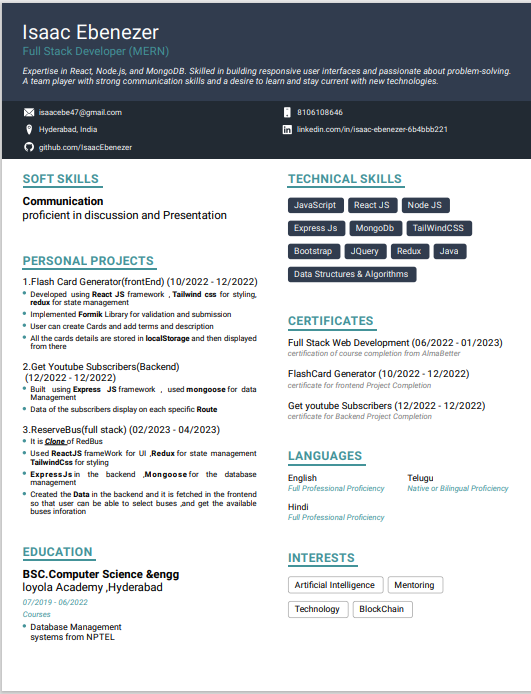 Isaac Ebenezer
Full Stack Developer (MERN)
Expertise in React, Node.js, and MongoDB. Skilled in building responsive user interfaces and passionate about problem-solving.
A team player with strong communication skills and a desire to learn and stay current with new technologies.
isaacebe47@gmail.com
8106108646
Hyderabad, India
linkedin.com/in/isaac-ebenezer-6b4bbb221
github.com/IsaacEbenezer
SOFT SKILLS
Communication
proficient in discussion and Presentation
PERSONAL PROJECTS
1.Flash Card Generator(frontEnd) (10/2022 - 12/2022)
Developed using React JS framework , Tailwind css for styling,
redux for state management
Implemented Formik Library for validation and submission
User can create Cards and add terms and description
All the cards details are stored in localStorage and then displayed
from there
2.Get Youtube Subscribers(Backend)
(12/2022 - 12/2022)
Built using Express JS framework , used mongoose for data
Management
Data of the subscribers display on each specific Route
3.ReserveBus(full stack) (02/2023 - 04/2023)
It is Clone of RedBus
Used ReactJS frameWork for UI ,Redux for state management
TailwindCss for styling
ExpressJs in the backend ,Mongoose for the database
management
Created the Data in the backend and it is fetched in the frontend
so that user can be able to select buses ,and get the available
buses inforation
EDUCATION
BSC.Computer Science &engg
loyola Academy ,Hyderabad
07/2019 - 06/2022
Courses
Database Management
systems from NPTEL
TECHNICAL SKILLS
JavaScript React JS Node JS
Express Js MongoDb TailWindCSS
Bootstrap JQuery Redux Java
Data Structures & Algorithms
CERTIFICATES
Full Stack Web Development (06/2022 - 01/2023)
certification of course completion from AlmaBetter
FlashCard Generator (10/2022 - 12/2022)
certificate for frontend Project Completion
Get youtube Subscribers (12/2022 - 12/2022)
certificate for Backend Project Completion
LANGUAGES
English
Full Professional Proficiency
Telugu
Native or Bilingual Proficiency
Hindi
Full Professional Proficiency
INTERESTS
Artificial Intelligence Mentoring
Technology BlockChain